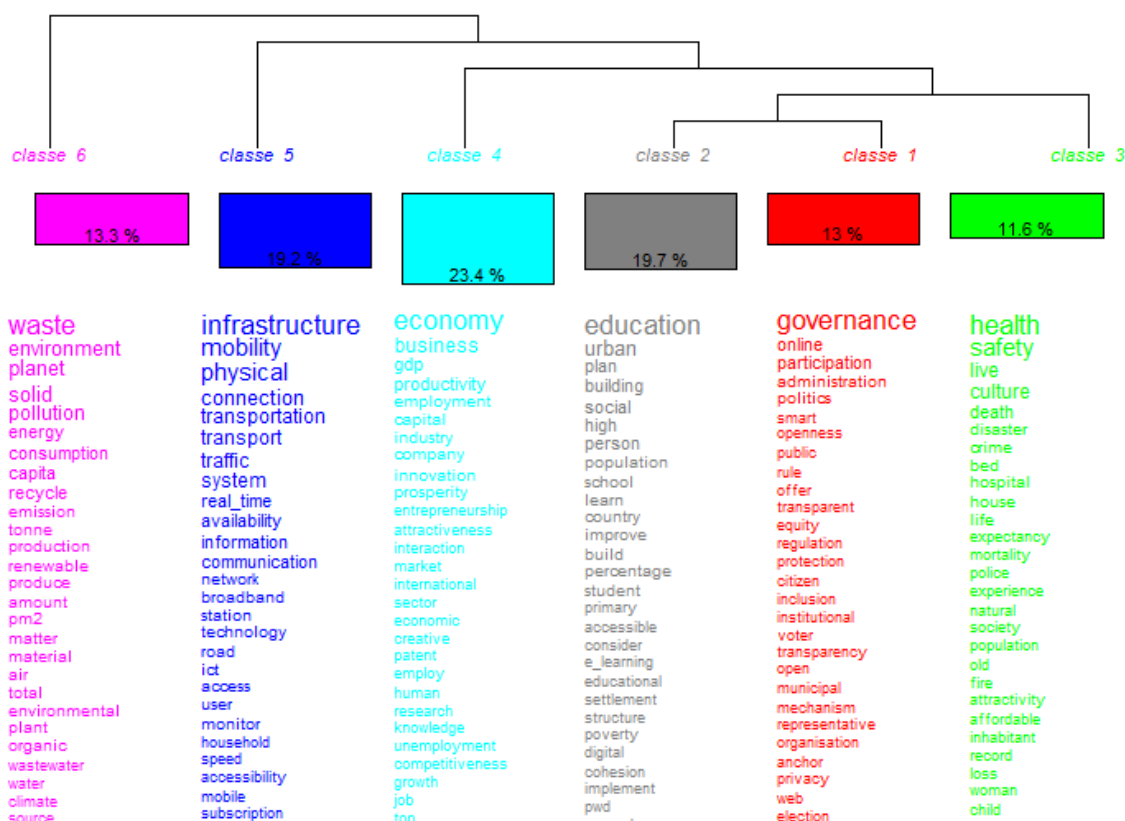 classe 6
classe 5
classe 4
classe 2
classe 1
classe 3
13.3 %
19.2 %
23.4 %
19.7 %
13 %
11.6 %
waste
environment
planet
solid
pollution
energy
consumption
capita
recycle
emission
tonne
production
renewable
produce
amount
pm2
matter
material
air
total
environmental
plant
organic
wastewater
water
climate
source
infrastructure
mobility
physical
connection
transportation
transport
traffic
system
real_time
availability
information
communication
network
broadband
station
technology
road
ict
access
user
monitor
household
speed
accessibility
mobile
subscription
economy
business
gdp
productivity
employment
capital
industry
company
innovation
prosperity
entrepreneurship
attractiveness
interaction
market
international
sector
economic
creative
patent
employ
human
research
knowledge
unemployment
competitiveness
growth
job
top
education
urban
plan
building
social
high
person
population
school
learn
country
improve
build
percentage
student
primary
accessible
consider
e_learning
educational
settlement
structure
poverty
digital
cohesion
implement
pwd
governance
online
participation
administration
politics
smart
openness
public
rule
offer
transparent
equity
regulation
protection
citizen
inclusion
institutional
voter
transparency
open
municipal
mechanism
representative
organisation
anchor
privacy
web
election
health
safety
live
culture
death
disaster
crime
bed
hospital
house
life
expectancy
mortality
police
experience
natural
society
population
old
fire
attractivity
affordable
inhabitant
record
loss
woman
child